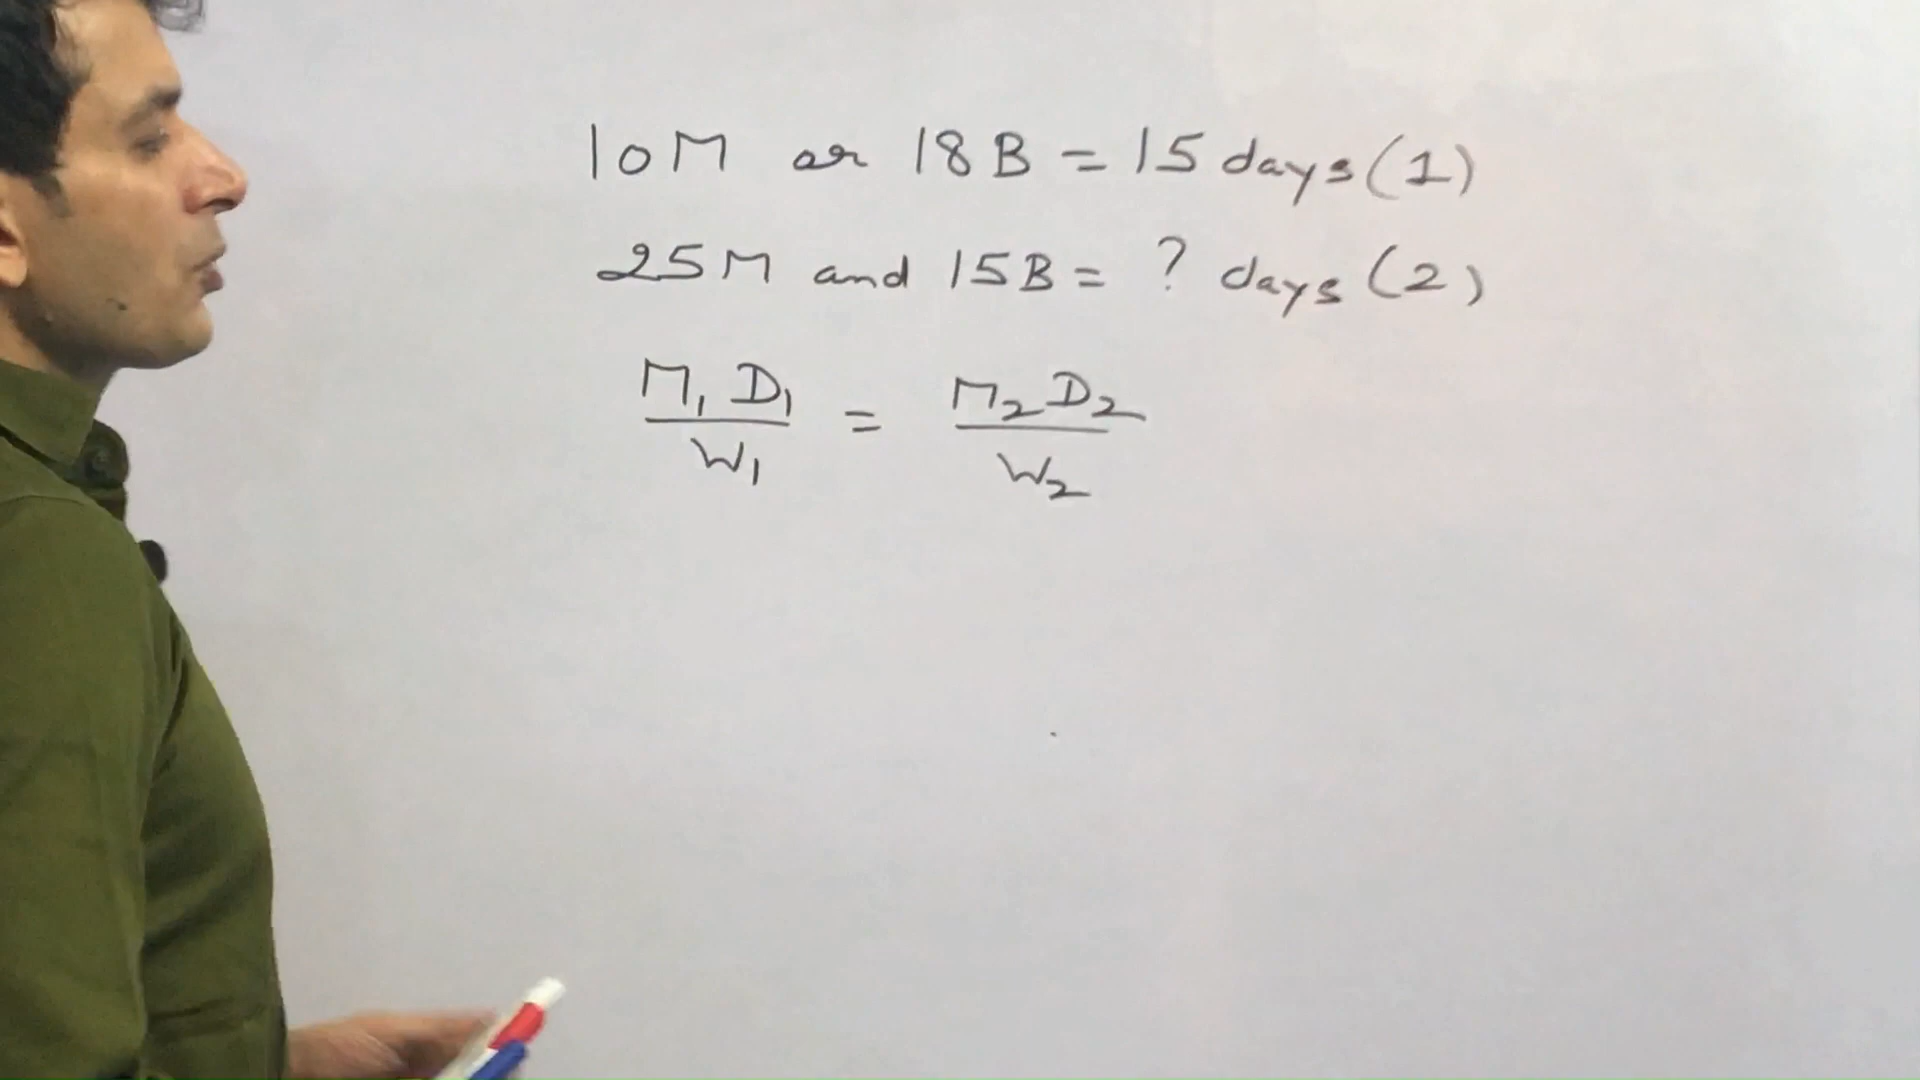 10M or 18B = 15 days (1)
25M and 15B = ? days (2)
M₁ D₁ / W₁ = M₂ D₂ / W₂